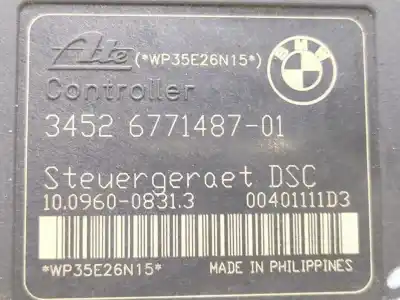 Ate (*WP35E26N15*)
BMW
Controller
3452 6771487-01
Steuergeraet DSC
10.0960-0831.3 00401111D3
*WP35E26N15* MADE IN PHILIPPINES